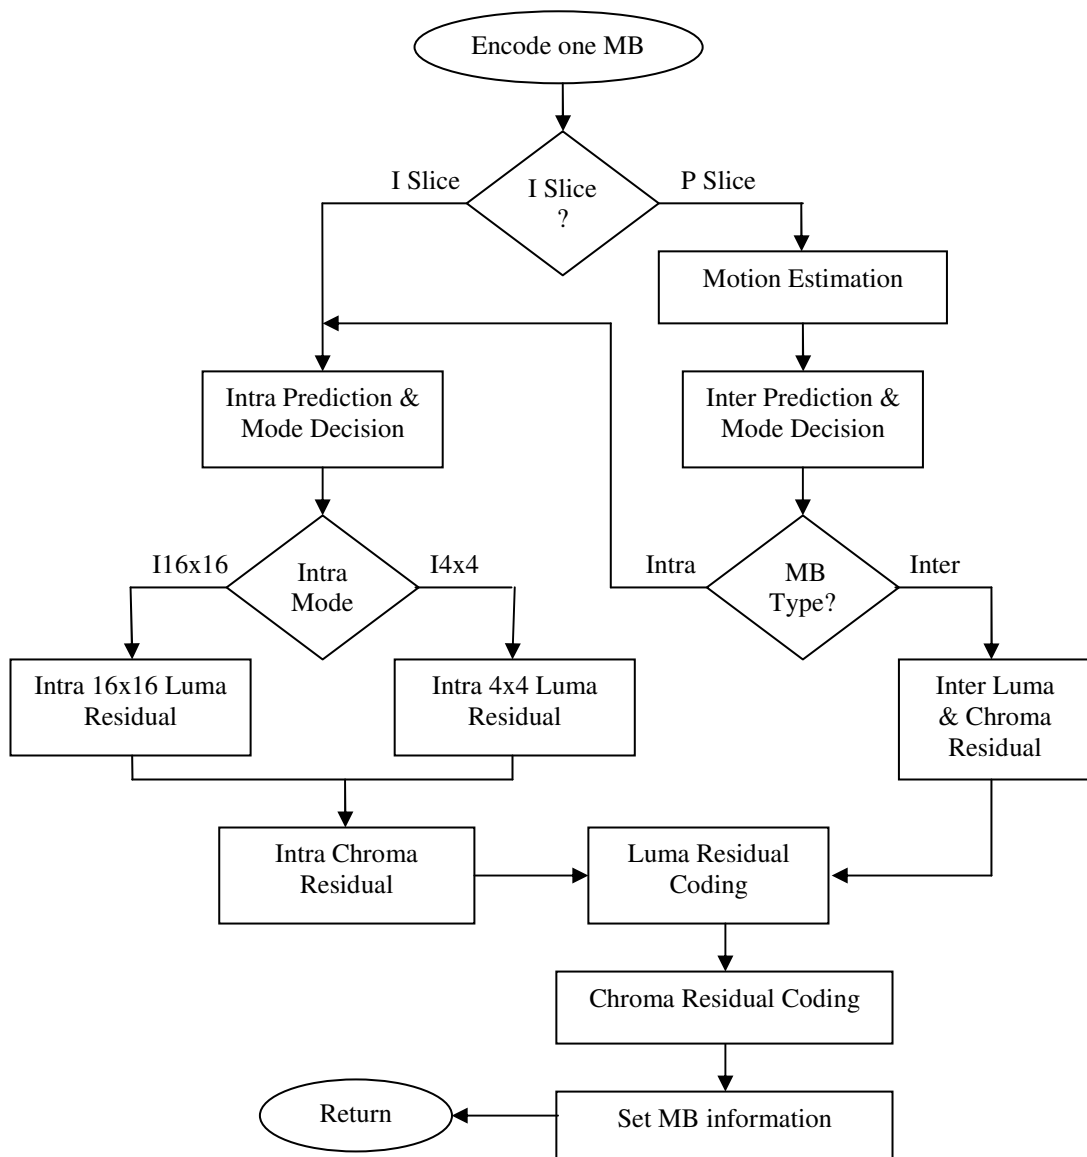 Encode one MB
I Slice
P Slice
I Slice
?
Motion Estimation
Intra Prediction &
Mode Decision
Inter Prediction &
Mode Decision
I16x16
Intra
Mode
I4x4
Intra
MB
Type?
Inter
Intra 16x16 Luma
Residual
Intra 4x4 Luma
Residual
Inter Luma
& Chroma
Residual
Intra Chroma
Residual
Luma Residual
Coding
Chroma Residual Coding
Return
Set MB information